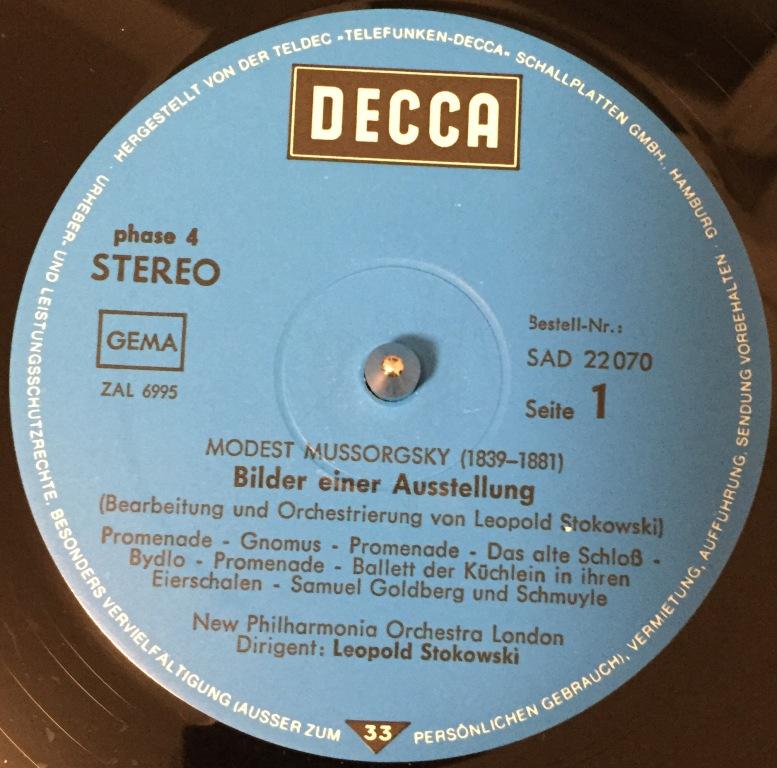 HERGESTELLT VON DER TELDEC »TELEFUNKEN-DECCA« SCHALLPLATTEN GMBH., HAMBURG ·
DECCA
phase 4
STEREO
GEMA
ZAL 6995
Bestell-Nr.:
SAD 22070
Seite 1
MODEST MUSSORGSKY (1839–1881)
Bilder einer Ausstellung
(Bearbeitung und Orchestrierung von Leopold Stokowski)
Promenade - Gnomus - Promenade - Das alte Schloß -
Bydlo - Promenade - Ballett der Küchlein in ihren
Eierschalen - Samuel Goldberg und Schmuyle
New Philharmonia Orchestra London
Dirigent: Leopold Stokowski
33
URHEBER- UND LEISTUNGSSCHUTZRECHTE, BESONDERS VERVIELFÄLTIGUNG (AUSSER ZUM PERSÖNLICHEN GEBRAUCH), VERMIETUNG, AUFFÜHRUNG, SENDUNG VORBEHALTEN ·